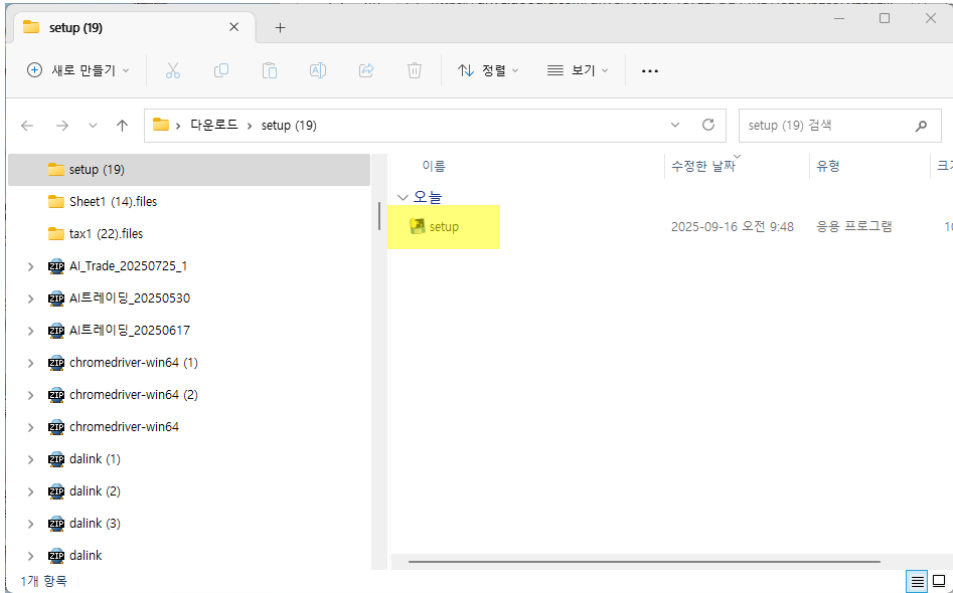 setup (19)
새로 만들기
정렬
보기
다운로드 > setup (19)
setup (19) 검색
setup (19)
Sheet1 (14).files
tax1 (22).files
AI_Trade_20250725_1
AI트레이딩_20250530
AI트레이딩_20250617
chromedriver-win64 (1)
chromedriver-win64 (2)
chromedriver-win64
dalink (1)
dalink (2)
dalink (3)
dalink
이름 수정한 날짜 유형
오늘
setup 2025-09-16 오전 9:48 응용 프로그램
1개 항목